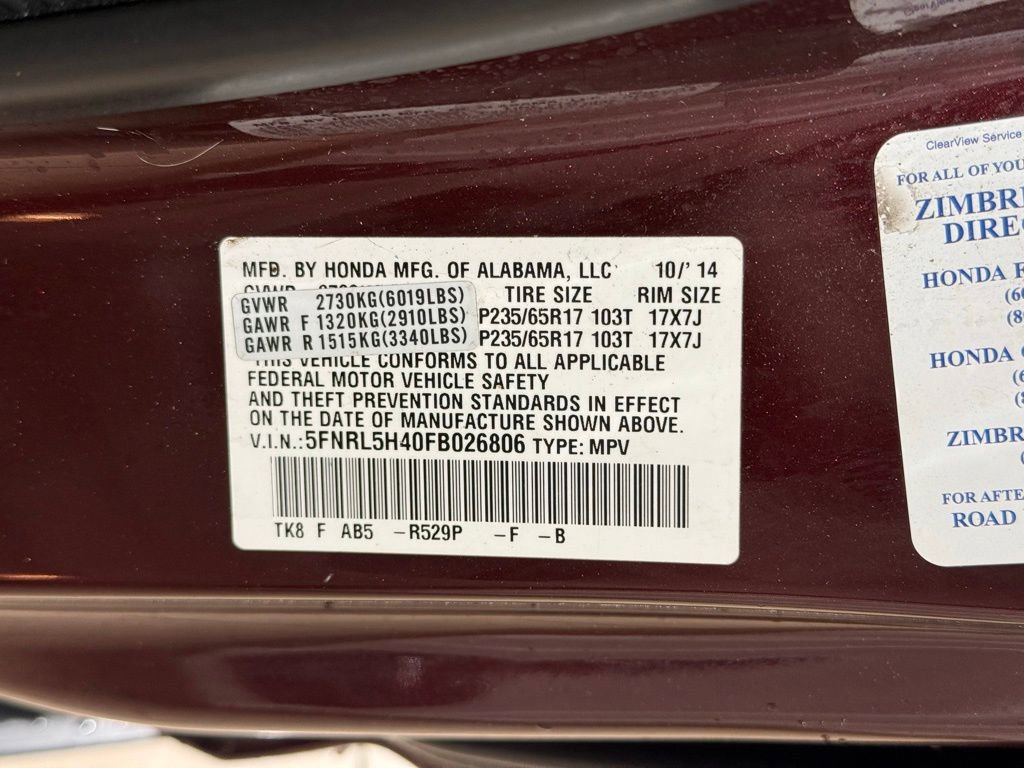 MFD. BY HONDA MFG. OF ALABAMA, LLC 10/' 14
GVWR 2730KG(6019LBS) TIRE SIZE RIM SIZE
GAWR F 1320KG(2910LBS) P235/65R17 103T 17X7J
GAWR R 1515KG(3340LBS) P235/65R17 103T 17X7J
THIS VEHICLE CONFORMS TO ALL APPLICABLE
FEDERAL MOTOR VEHICLE SAFETY
AND THEFT PREVENTION STANDARDS IN EFFECT
ON THE DATE OF MANUFACTURE SHOWN ABOVE.
V.I.N.:5FNRL5H40FB026806 TYPE: MPV
TK8 F AB5 -R529P -F -B
ClearView Service
FOR ALL OF YOU
ZIMBR
DIRE
HONDA
HONDA
ZIMBR
FOR AFTE
ROAD